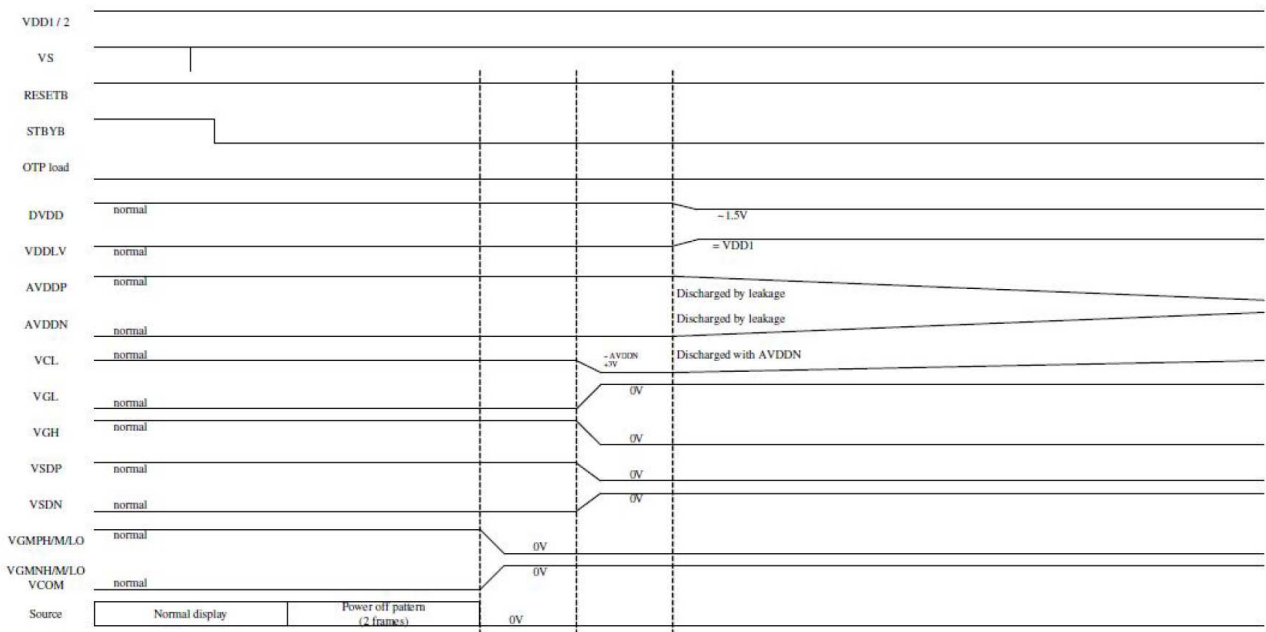 VDD1 / 2
VS
RESETB
STBYB
OTP load
DVDD normal ~1.5V
VDDLV normal = VDD1
AVDDP normal Discharged by leakage
AVDDN normal Discharged by leakage
VCL normal ~ AVDDN Discharged with AVDDN
VGL normal 0V
VGH normal 0V
VSDP normal 0V
VSDN normal 0V
VGMPH/M/LO normal 0V
VGMNH/M/LO 0V
VCOM normal
Source Normal display Power off pattern 0V
(2 frames)